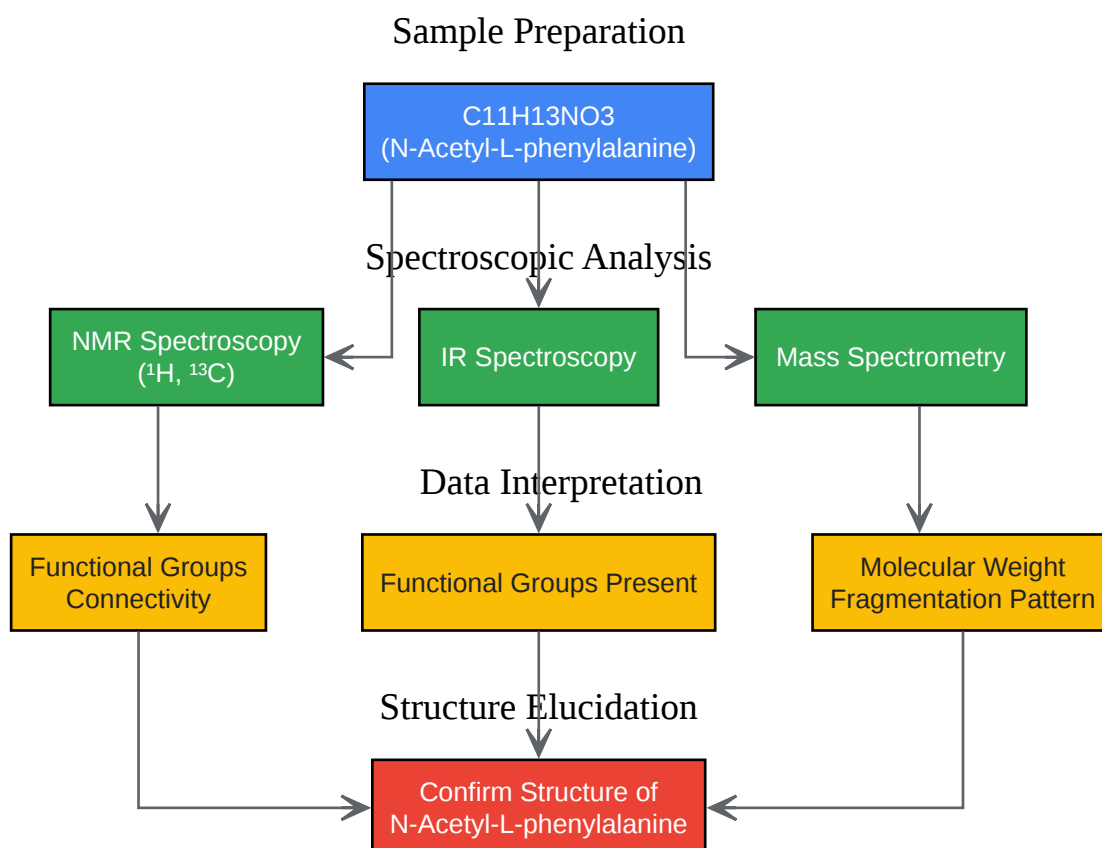 Sample Preparation
C11H13NO3
(N-Acetyl-L-phenylalanine)
Spectroscopic Analysis
NMR Spectroscopy
(¹H, ¹³C)
IR Spectroscopy
Mass Spectrometry
Data Interpretation
Functional Groups
Connectivity
Functional Groups Present
Molecular Weight
Fragmentation Pattern
Structure Elucidation
Confirm Structure of
N-Acetyl-L-phenylalanine